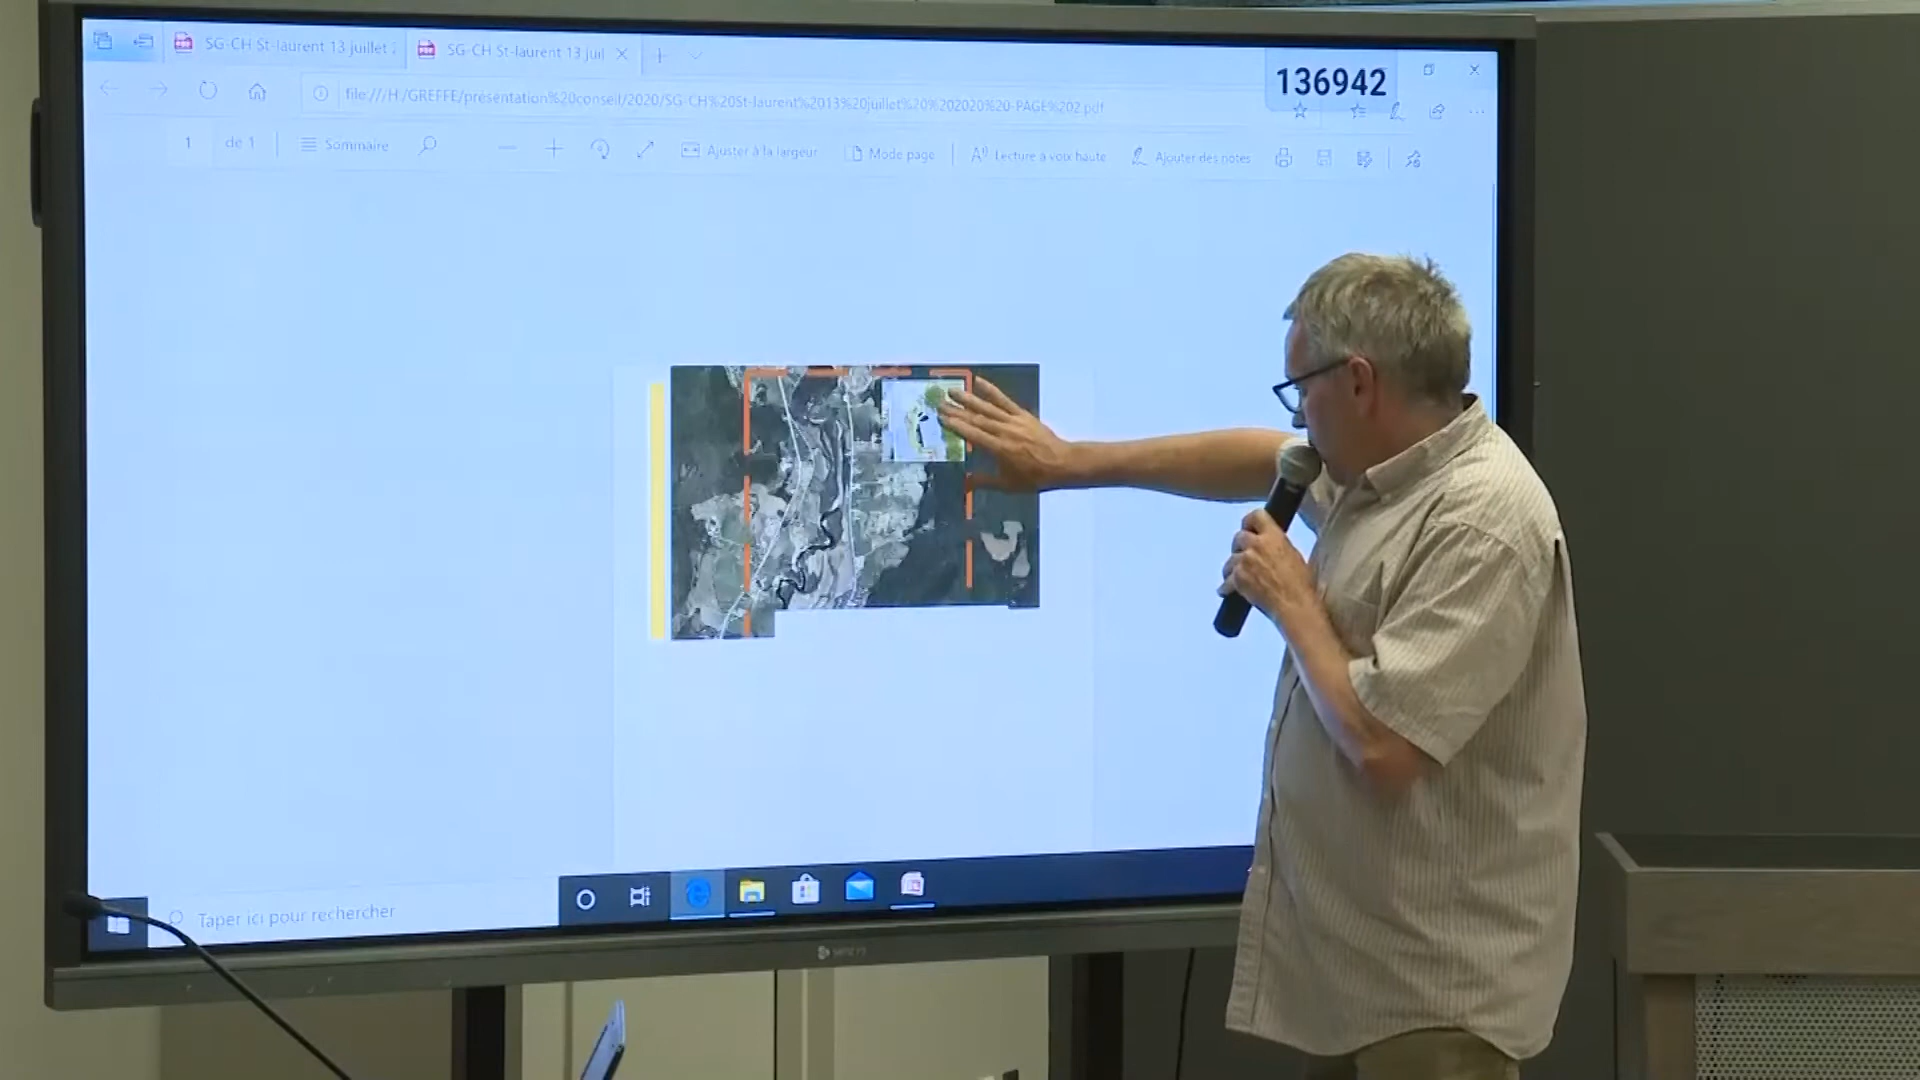 SG-CH St-laurent 13 juillet 2
SG-CH St-laurent 13 juil
136942
file:///H:/GREFFE/présentation%20conseil/2020/SG-CH%20St-laurent%2013%20juillet%20%202020%20-PAGE%202.pdf
1 de 1 Sommaire Ajuster à la largeur Mode page Lecture à voix haute Ajouter des notes
Taper ici pour rechercher